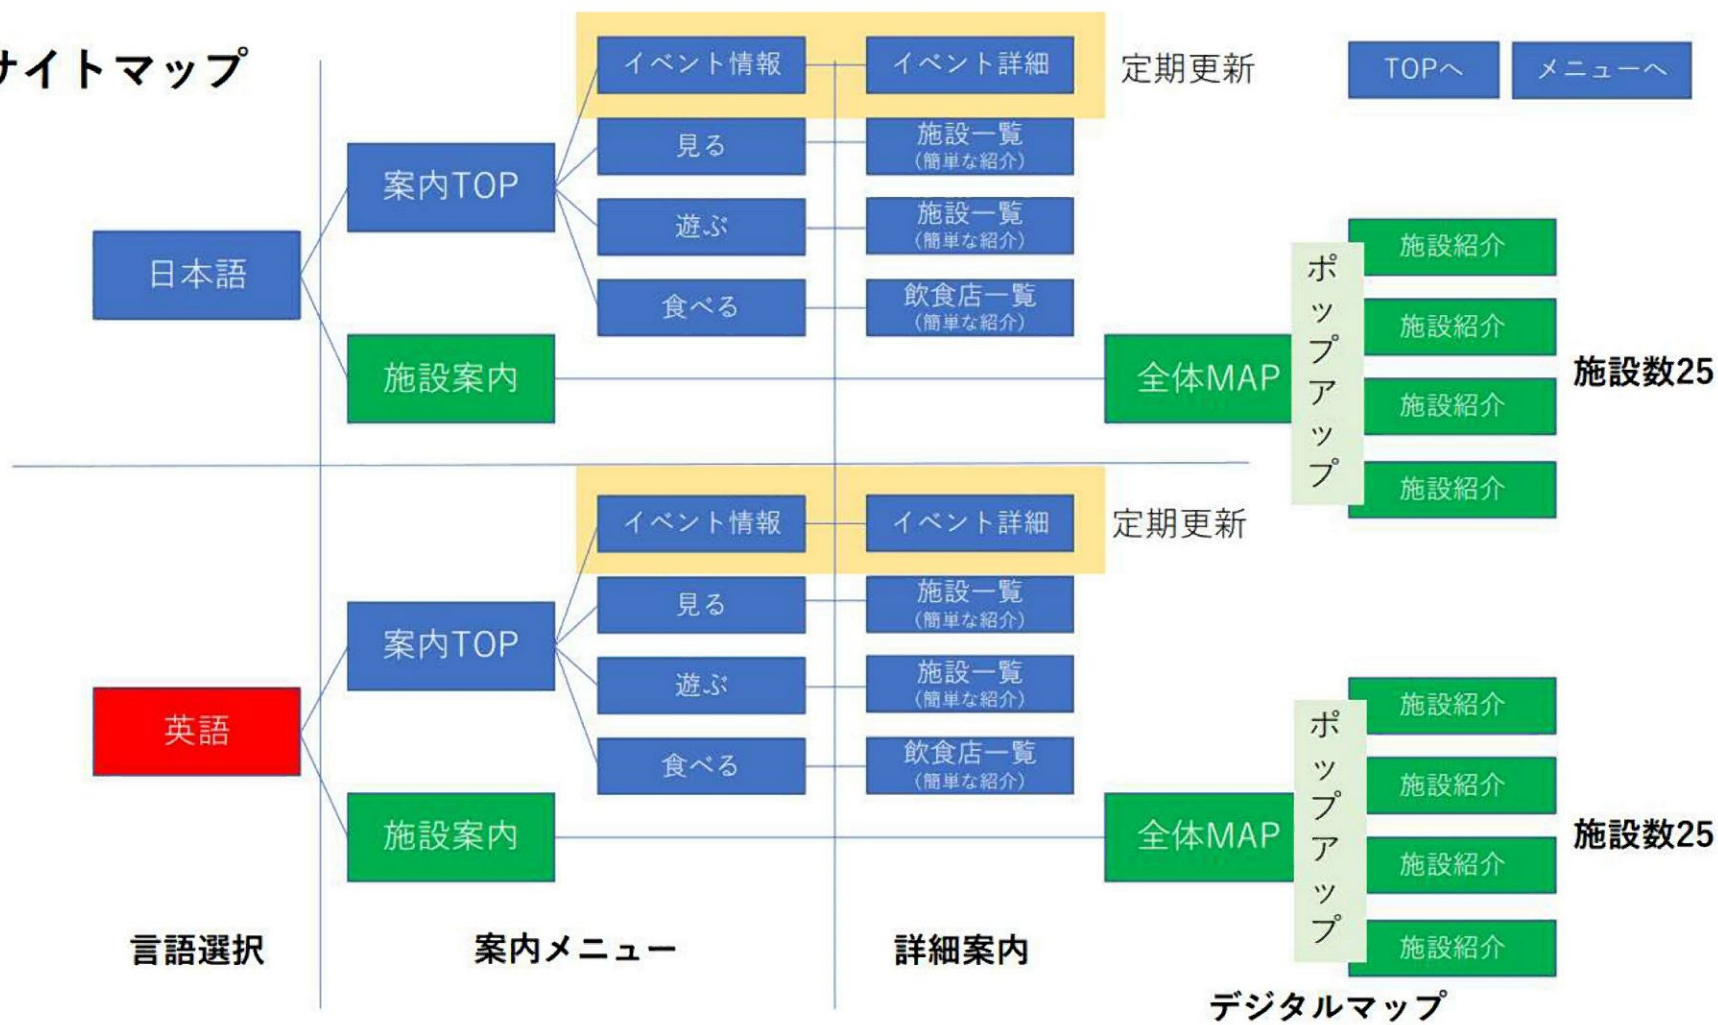 サイトマップ
イベント情報
イベント詳細
定期更新
TOPへ
メニューへ
案内TOP
見る
施設一覧
(簡単な紹介)
遊ぶ
施設一覧
(簡単な紹介)
食べる
飲食店一覧
(簡単な紹介)
日本語
施設案内
全体MAP
ポップアップ
施設紹介
施設紹介
施設紹介
施設紹介
施設数25
イベント情報
イベント詳細
定期更新
案内TOP
見る
施設一覧
(簡単な紹介)
遊ぶ
施設一覧
(簡単な紹介)
食べる
飲食店一覧
(簡単な紹介)
英語
施設案内
全体MAP
ポップアップ
施設紹介
施設紹介
施設紹介
施設紹介
施設数25
言語選択
案内メニュー
詳細案内
デジタルマップ